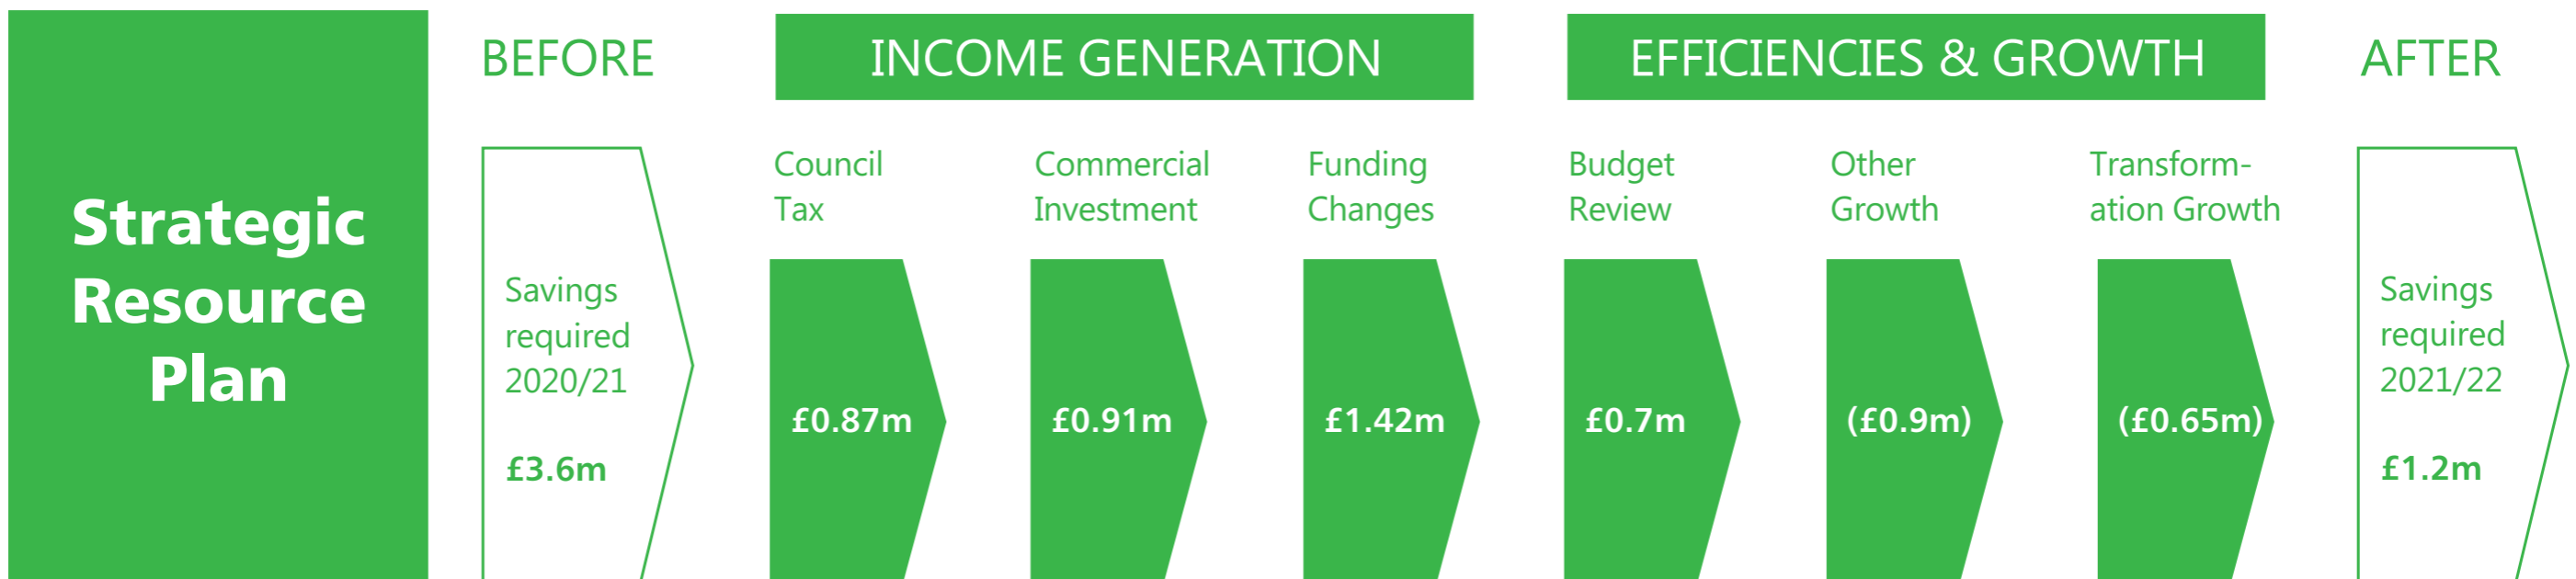 Strategic
Resource
Plan
BEFORE
Savings
required
2020/21
£3.6m
INCOME GENERATION
Council
Tax
£0.87m
Commercial
Investment
£0.91m
Funding
Changes
£1.42m
EFFICIENCIES & GROWTH
Budget
Review
£0.7m
Other
Growth
(£0.9m)
Transform-
ation Growth
(£0.65m)
AFTER
Savings
required
2021/22
£1.2m